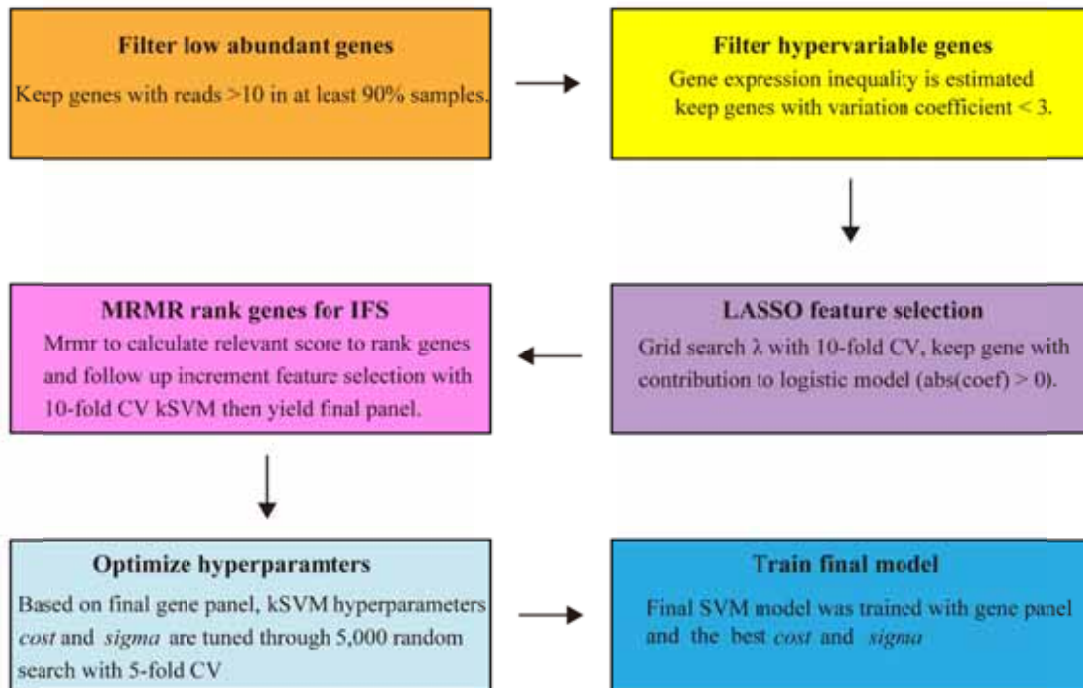 Filter low abundant genes
Keep genes with reads >10 in at least 90% samples.
Filter hypervariable genes
Gene expression inequality is estimated
keep genes with variation coefficient < 3.
LASSO feature selection
Grid search λ with 10-fold CV, keep gene with
contribution to logistic model (abs(coef) > 0).
MRMR rank genes for IFS
Mrmr to calculate relevant score to rank genes
and follow up increment feature selection with
10-fold CV kSVM then yield final panel.
Optimize hyperparamters
Based on final gene panel, kSVM hyperparameters
cost and sigma are tuned through 5,000 random
search with 5-fold CV
Train final model
Final SVM model was trained with gene panel
and the best cost and sigma